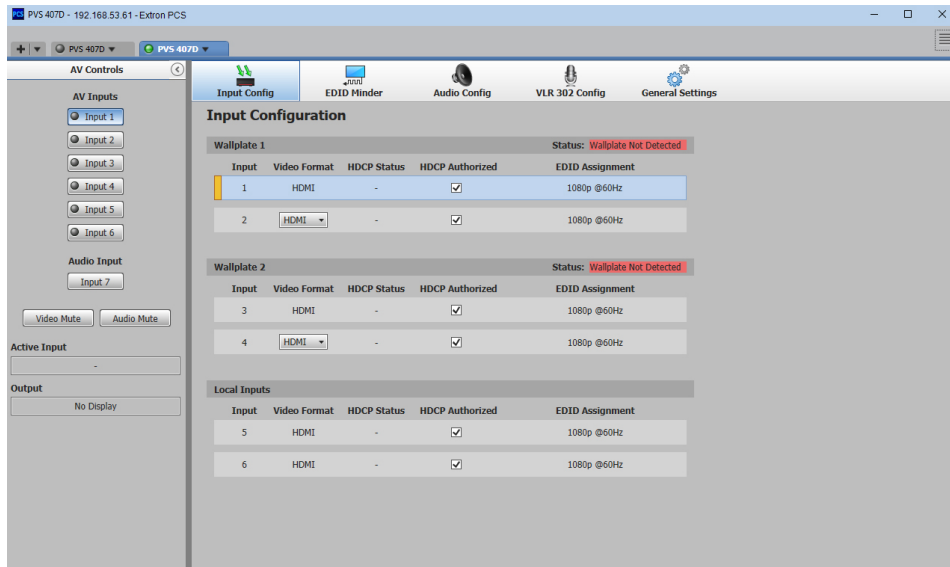 PCS PVS 407D - 192.168.53.61 - Extron PCS
PVS 407D
PVS 407D
AV Controls
AV Inputs
Input 1
Input 2
Input 3
Input 4
Input 5
Input 6
Audio Input
Input 7
Video Mute Audio Mute
Active Input
-
Output
No Display
Input Config EDID Minder Audio Config VLR 302 Config General Settings
Input Configuration
Wallplate 1 Status: Wallplate Not Detected
Input Video Format HDCP Status HDCP Authorized EDID Assignment
1 HDMI - 1080p @60Hz
2 HDMI - 1080p @60Hz
Wallplate 2 Status: Wallplate Not Detected
Input Video Format HDCP Status HDCP Authorized EDID Assignment
3 HDMI - 1080p @60Hz
4 HDMI - 1080p @60Hz
Local Inputs
Input Video Format HDCP Status HDCP Authorized EDID Assignment
5 HDMI - 1080p @60Hz
6 HDMI - 1080p @60Hz